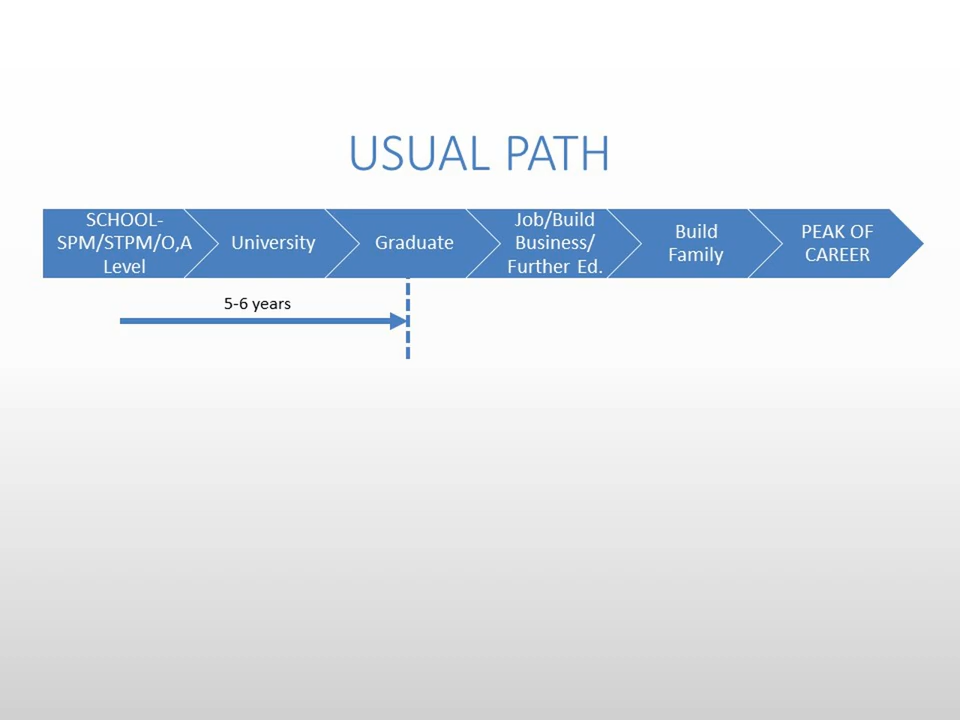 USUAL PATH
SCHOOL-
SPM/STPM/O,A
Level
University
Graduate
Job/Build
Business/
Further Ed.
Build
Family
PEAK OF
CAREER
5-6 years